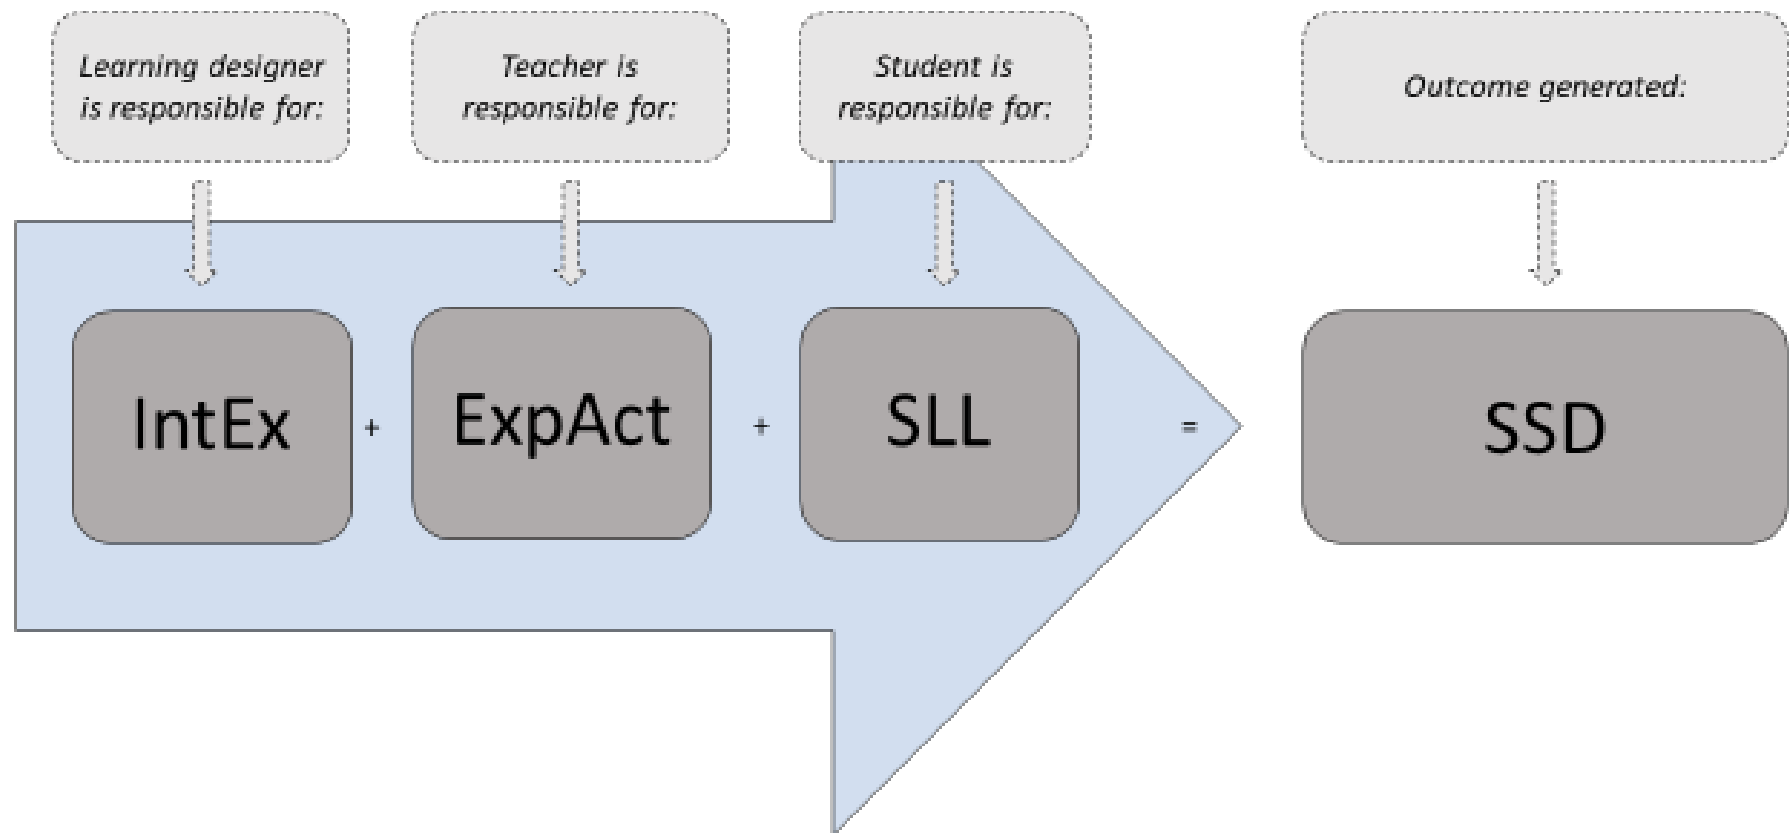 Learning designer
is responsible for:
Teacher is
responsible for:
Student is
responsible for:
Outcome generated:
IntEx + ExpAct + SLL = SSD